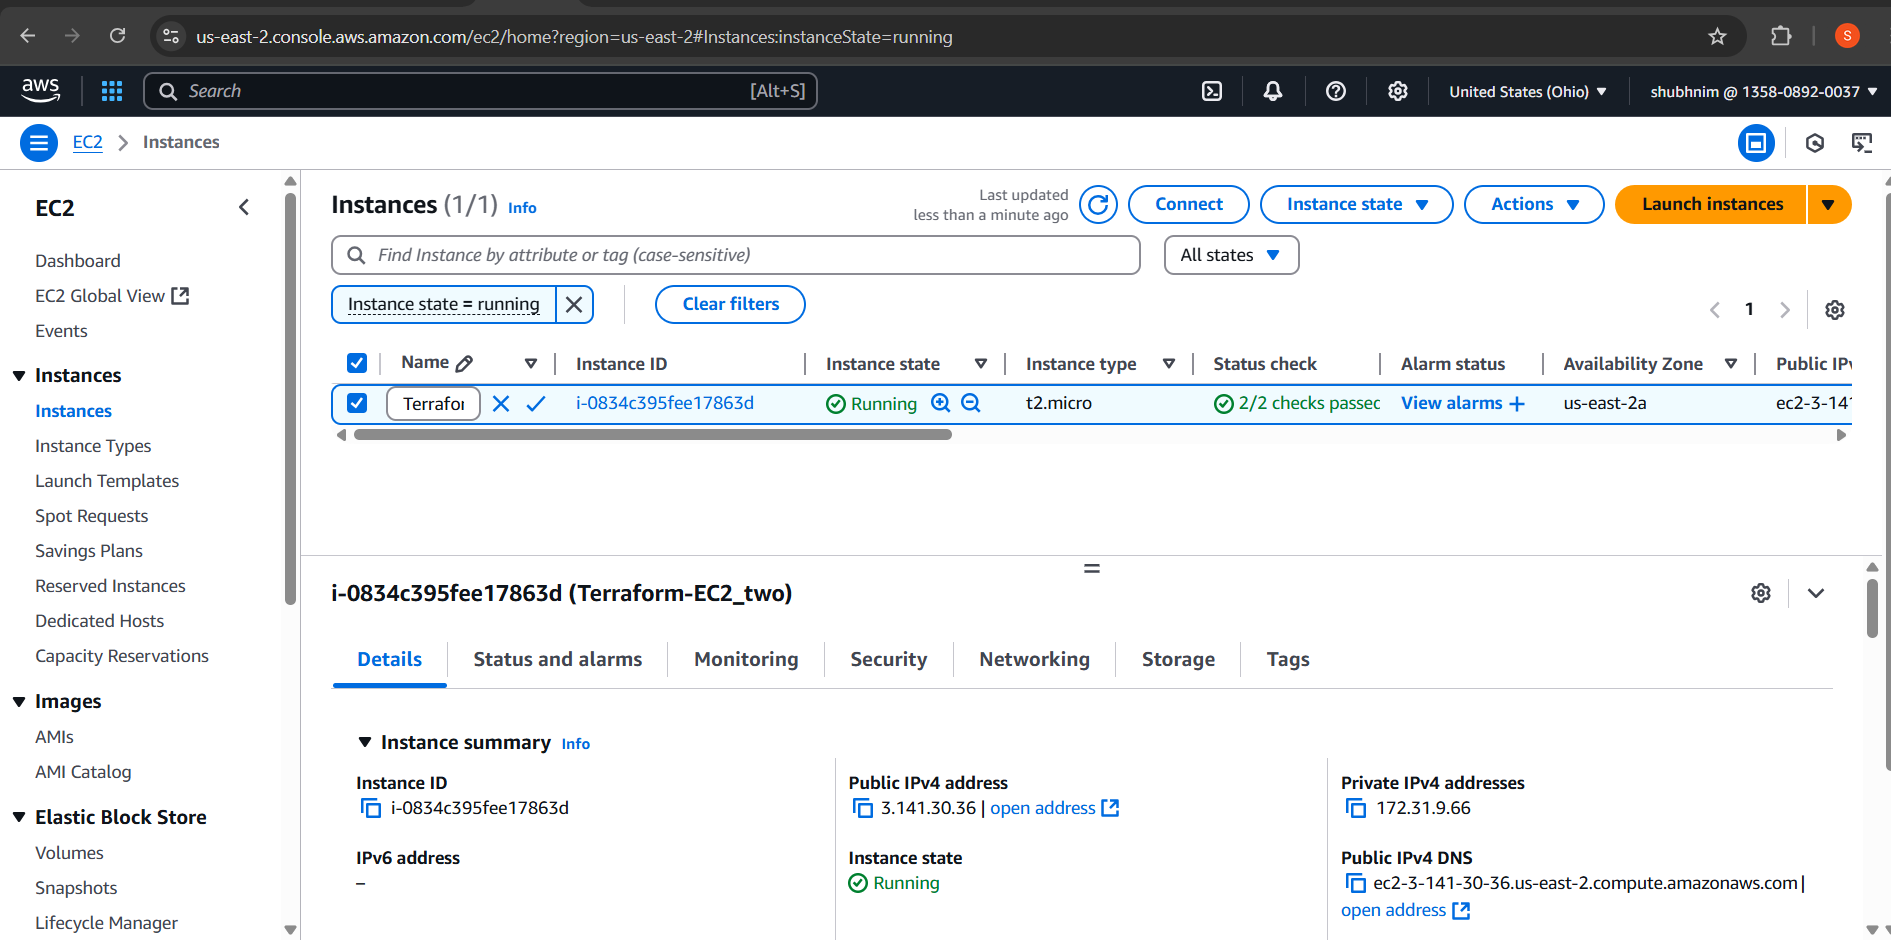 us-east-2.console.aws.amazon.com/ec2/home?region=us-east-2#Instances:instanceState=running
S
aws
Search
[Alt+S]
United States (Ohio)
shubhnim @ 1358-0892-0037
EC2
Instances
EC2
Dashboard
EC2 Global View
Events
Instances
Instances
Instance Types
Launch Templates
Spot Requests
Savings Plans
Reserved Instances
Dedicated Hosts
Capacity Reservations
Images
AMIs
AMI Catalog
Elastic Block Store
Volumes
Snapshots
Lifecycle Manager
Instances (1/1) Info
Last updated
less than a minute ago
Connect
Instance state
Actions
Launch instances
Find Instance by attribute or tag (case-sensitive)
All states
Instance state = running
Clear filters
1
Name
Instance ID
Instance state
Instance type
Status check
Alarm status
Availability Zone
Public IPv
Terrafor
i-0834c395fee17863d
Running
t2.micro
2/2 checks passec
View alarms +
us-east-2a
ec2-3-141
i-0834c395fee17863d (Terraform-EC2_two)
Details
Status and alarms
Monitoring
Security
Networking
Storage
Tags
Instance summary Info
Instance ID
i-0834c395fee17863d
Public IPv4 address
3.141.30.36 | open address
Private IPv4 addresses
172.31.9.66
IPv6 address
–
Instance state
Running
Public IPv4 DNS
ec2-3-141-30-36.us-east-2.compute.amazonaws.com |
open address